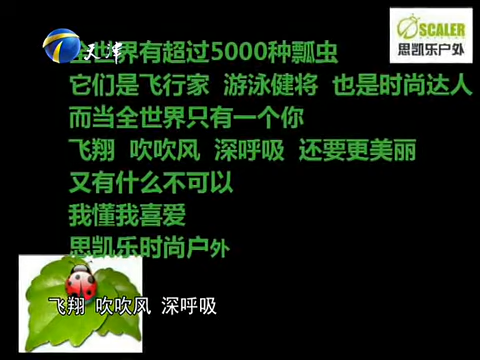 天津
SCALER
思凯乐户外
全世界有超过5000种瓢虫
它们是飞行家 游泳健将 也是时尚达人
而当全世界只有一个你
飞翔 吹吹风 深呼吸 还要更美丽
又有什么不可以
我懂我喜爱
思凯乐时尚户外
飞翔 吹吹风 深呼吸